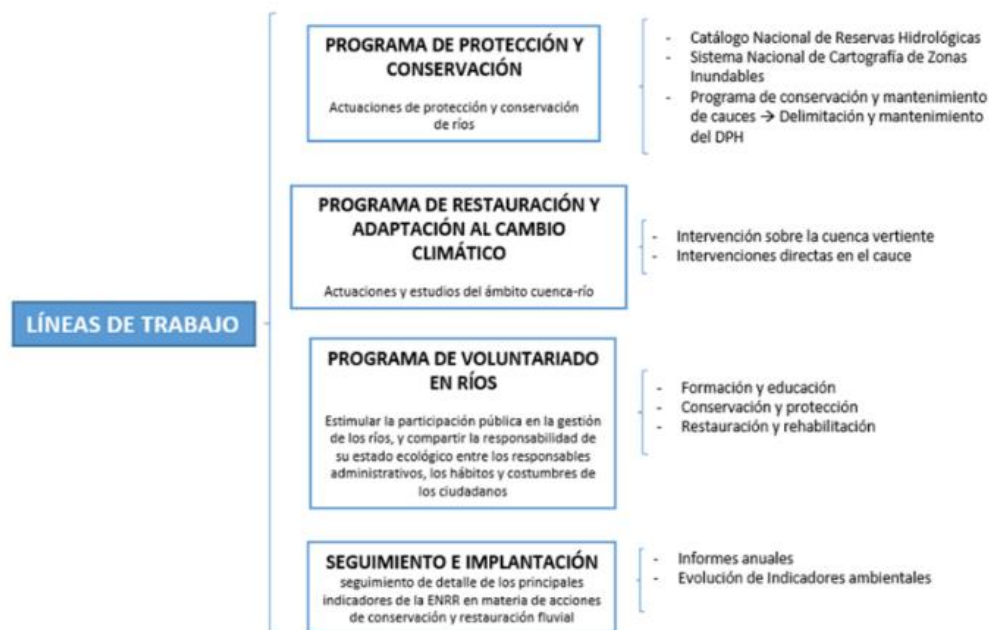 LÍNEAS DE TRABAJO
PROGRAMA DE PROTECCIÓN Y
CONSERVACIÓN
Actuaciones de protección y conservación
de ríos
- Catálogo Nacional de Reservas Hidrológicas
- Sistema Nacional de Cartografía de Zonas
Inundables
- Programa de conservación y mantenimiento
de cauces → Delimitación y mantenimiento
del DPH
PROGRAMA DE RESTAURACIÓN Y
ADAPTACIÓN AL CAMBIO
CLIMÁTICO
Actuaciones y estudios del ámbito cuenca-río
- Intervención sobre la cuenca vertiente
- Intervenciones directas en el cauce
PROGRAMA DE VOLUNTARIADO
EN RÍOS
Estimular la participación pública en la gestión
de los ríos, y compartir la responsabilidad de
su estado ecológico entre los responsables
administrativos, los hábitos y costumbres de
los ciudadanos
- Formación y educación
- Conservación y protección
- Restauración y rehabilitación
SEGUIMIENTO E IMPLANTACIÓN
seguimiento de detalle de los principales
indicadores de la ENRR en materia de acciones
de conservación y restauración fluvial
- Informes anuales
- Evolución de Indicadores ambientales